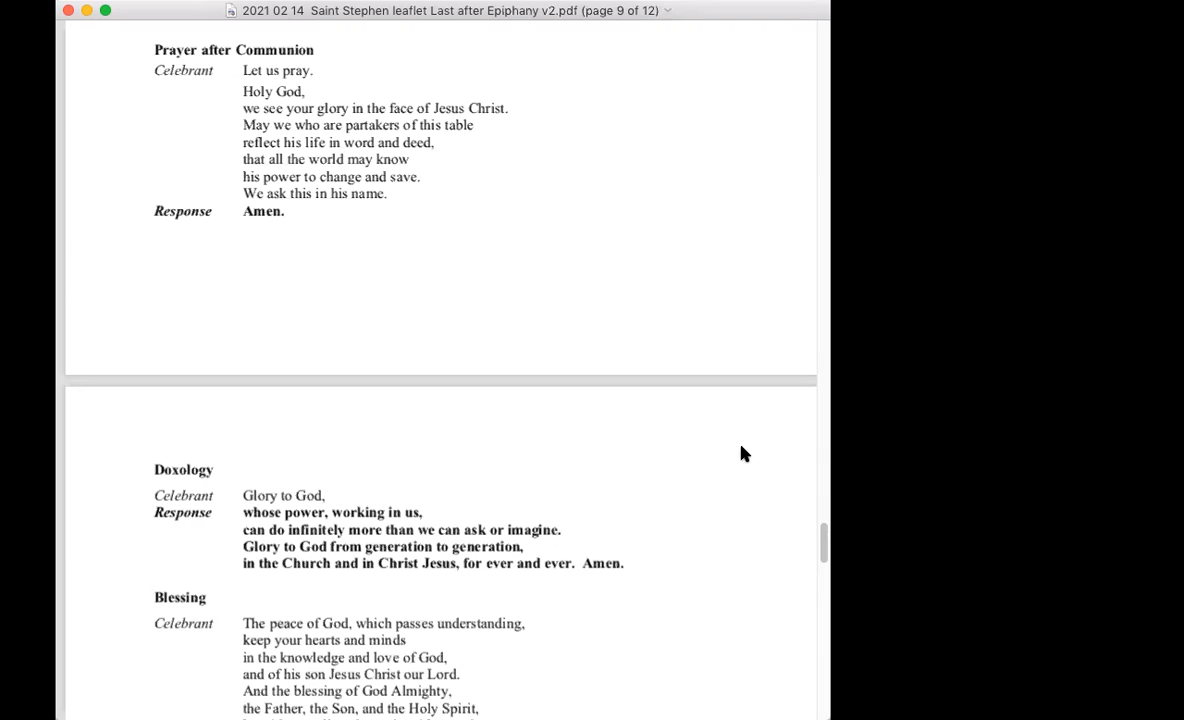 2021 02 14  Saint Stephen leaflet Last after Epiphany v2.pdf (page 9 of 12)
Prayer after Communion
Celebrant Let us pray.
Holy God,
we see your glory in the face of Jesus Christ.
May we who are partakers of this table
reflect his life in word and deed,
that all the world may know
his power to change and save.
We ask this in his name.
Response Amen.
Doxology
Celebrant Glory to God,
Response whose power, working in us,
can do infinitely more than we can ask or imagine.
Glory to God from generation to generation,
in the Church and in Christ Jesus, for ever and ever.  Amen.
Blessing
Celebrant The peace of God, which passes understanding,
keep your hearts and minds
in the knowledge and love of God,
and of his son Jesus Christ our Lord.
And the blessing of God Almighty,
the Father, the Son, and the Holy Spirit,